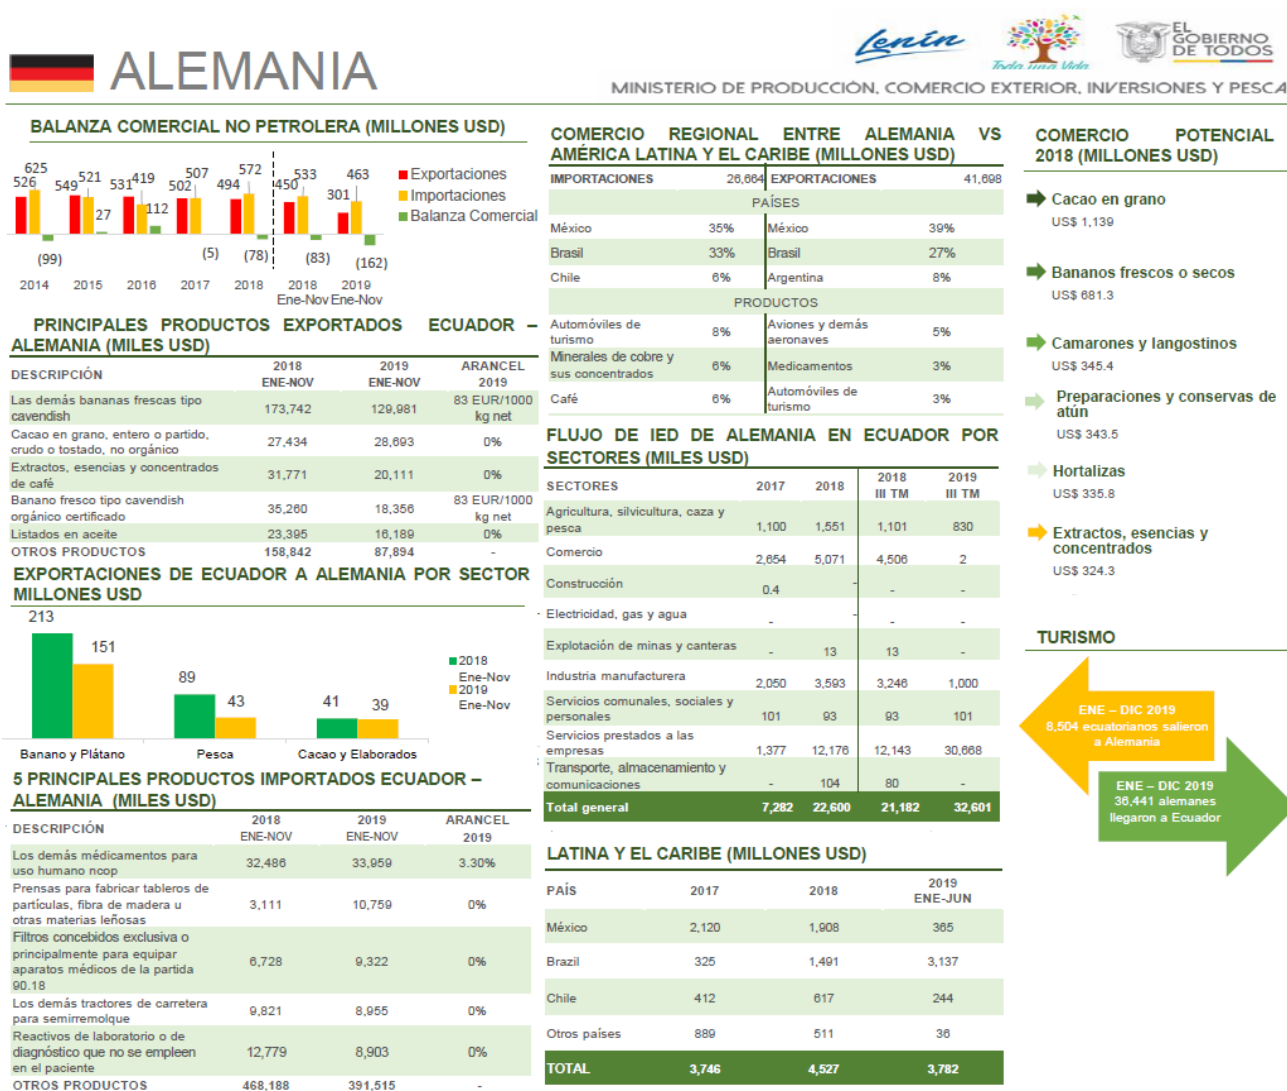 ALEMANIA
Lenín
Toda una Vida
EL
GOBIERNO
DE TODOS
MINISTERIO DE PRODUCCIÓN, COMERCIO EXTERIOR, INVERSIONES Y PESCA
BALANZA COMERCIAL NO PETROLERA (MILLONES USD)
526 625 549 521 531 419 112 502 507 494 572 450 533 301 463
27
(99) (5) (78) (83) (162)
2014 2015 2016 2017 2018 2018 2019
Ene-Nov Ene-Nov
Exportaciones
Importaciones
Balanza Comercial
PRINCIPALES PRODUCTOS EXPORTADOS ECUADOR –
ALEMANIA (MILES USD)
DESCRIPCIÓN 2018 ENE-NOV 2019 ENE-NOV ARANCEL 2019
Las demás bananas frescas tipo
cavendish 173,742 129,981 83 EUR/1000 kg net
Cacao en grano, entero o partido,
crudo o tostado, no orgánico 27,434 28,693 0%
Extractos, esencias y concentrados
de café 31,771 20,111 0%
Banano fresco tipo cavendish
orgánico certificado 35,260 18,356 83 EUR/1000 kg net
Listados en aceite 23,395 16,189 0%
OTROS PRODUCTOS 158,842 87,894 -
EXPORTACIONES DE ECUADOR A ALEMANIA POR SECTOR
MILLONES USD
213 151 89 43 41 39
Banano y Plátano Pesca Cacao y Elaborados
2018
Ene-Nov
2019
Ene-Nov
5 PRINCIPALES PRODUCTOS IMPORTADOS ECUADOR –
ALEMANIA (MILES USD)
DESCRIPCIÓN 2018 ENE-NOV 2019 ENE-NOV ARANCEL 2019
Los demás médicamentos para
uso humano ncop 32,486 33,959 3.30%
Prensas para fabricar tableros de
partículas, fibra de madera u 3,111 10,759 0%
otras materias leñosas
Filtros concebidos exclusiva o
principalmente para equipar
aparatos médicos de la partida 6,728 9,322 0%
90.18
Los demás tractores de carretera
para semirremolque 9,821 8,955 0%
Reactivos de laboratorio o de
diagnóstico que no se empleen 12,779 8,903 0%
en el paciente
OTROS PRODUCTOS 468,188 391,515 -
COMERCIO REGIONAL ENTRE ALEMANIA VS
AMÉRICA LATINA Y EL CARIBE (MILLONES USD)
IMPORTACIONES 26,664 EXPORTACIONES 41,698
PAÍSES
México 35% México 39%
Brasil 33% Brasil 27%
Chile 6% Argentina 8%
PRODUCTOS
Automóviles de
turismo 8% Aviones y demás
aeronaves 5%
Minerales de cobre y
sus concentrados 6% Medicamentos 3%
Café 6% Automóviles de
turismo 3%
FLUJO DE IED DE ALEMANIA EN ECUADOR POR
SECTORES (MILES USD)
SECTORES 2017 2018 2018 III TM 2019 III TM
Agricultura, silvicultura, caza y
pesca 1,100 1,551 1,101 830
Comercio 2,654 5,071 4,506 2
Construcción 0.4 - - -
Electricidad, gas y agua - - - -
Explotación de minas y canteras - 13 13 -
Industria manufacturera 2,050 3,593 3,246 1,000
Servicios comunales, sociales y
personales 101 93 93 101
Servicios prestados a las
empresas 1,377 12,176 12,143 30,668
Transporte, almacenamiento y
comunicaciones - 104 80 -
Total general 7,282 22,600 21,182 32,601
LATINA Y EL CARIBE (MILLONES USD)
PAÍS 2017 2018 2019 ENE-JUN
México 2,120 1,908 365
Brazil 325 1,491 3,137
Chile 412 617 244
Otros países 889 511 36
TOTAL 3,746 4,527 3,782
COMERCIO POTENCIAL
2018 (MILLONES USD)
Cacao en grano
US$ 1,139
Bananos frescos o secos
US$ 681.3
Camarones y langostinos
US$ 345.4
Preparaciones y conservas de
atún
US$ 343.5
Hortalizas
US$ 335.8
Extractos, esencias y
concentrados
US$ 324.3
TURISMO
ENE – DIC 2019
8,504 ecuatorianos salieron
a Alemania
ENE – DIC 2019
36,441 alemanes
llegaron a Ecuador